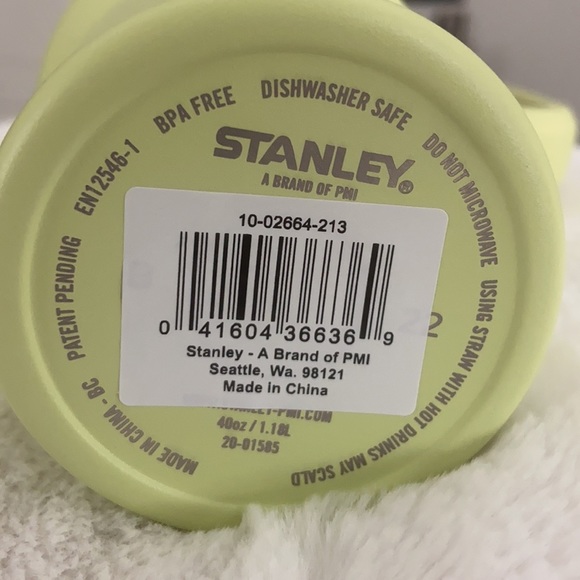 MADE IN CHINA - BC PATENT PENDING EN12546-1 BPA FREE DISHWASHER SAFE DO NOT MICROWAVE USING STRAW WITH HOT DRINKS MAY SCALD
STANLEY®
A BRAND OF PMI
10-02664-213
0 41604 36636 9
22
Stanley - A Brand of PMI
Seattle, Wa. 98121
Made in China
40oz / 1.18L
20-01585